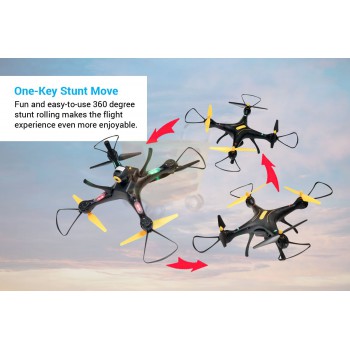 One-Key Stunt Move
Fun and easy-to-use 360 degree
stunt rolling makes the flight
experience even more enjoyable.